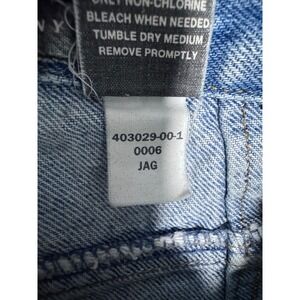 ONLY NON-CHLORINE
BLEACH WHEN NEEDED
TUMBLE DRY MEDIUM
REMOVE PROMPTLY
403029-00-1
0006
JAG